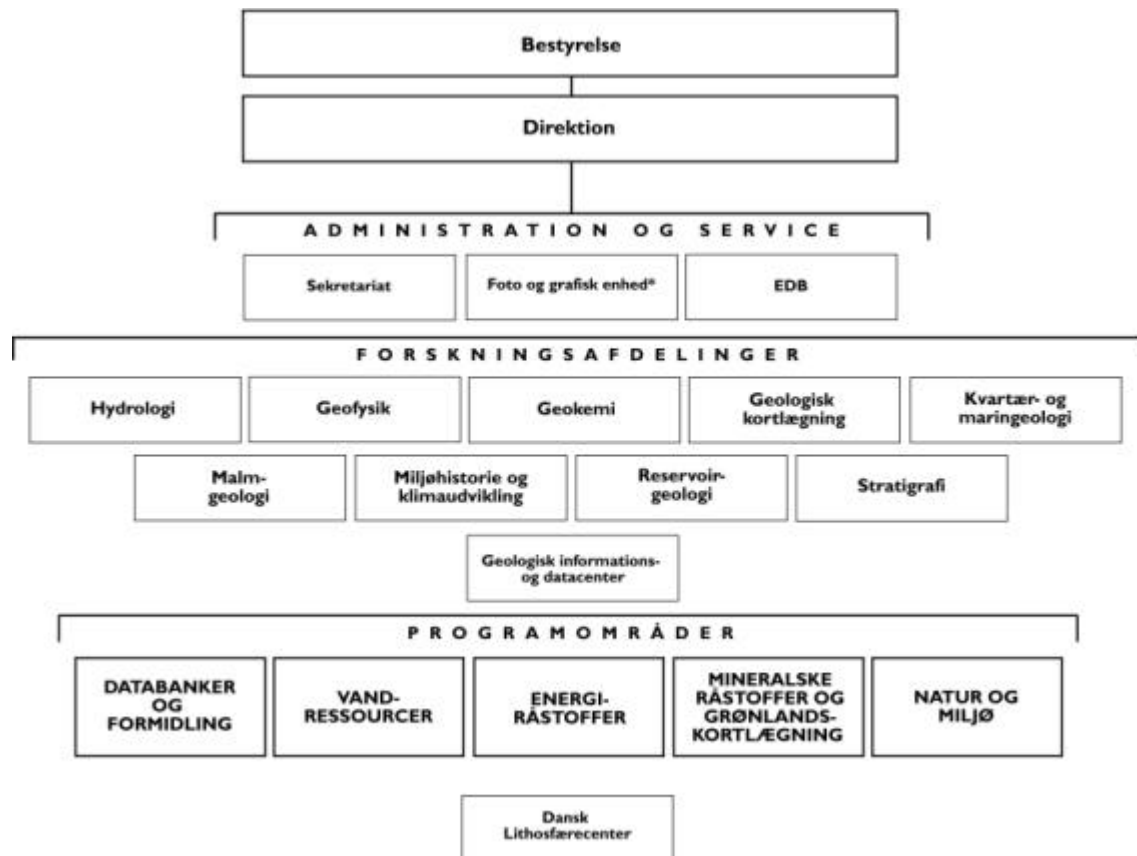 Bestyrelse
Direktion
ADMINISTRATION OG SERVICE
Sekretariat
Foto og grafisk enhed*
EDB
FORSKNINGSAFDELINGER
Hydrologi
Geofysik
Geokemi
Geologisk
kortlægning
Kvartær- og
maringeologi
Malm-
geologi
Miljøhistorie og
klimaudvikling
Reservoir-
geologi
Stratigrafi
Geologisk informations-
og datacenter
PROGRAMOMRÅDER
DATABANKER
OG
FORMIDLING
VAND-
RESSOURCER
ENERGI-
RÅSTOFFER
MINERALSKE
RÅSTOFFER OG
GRØNLANDS-
KORTLÆGNING
NATUR OG
MILJØ
Dansk
Lithosfærecenter